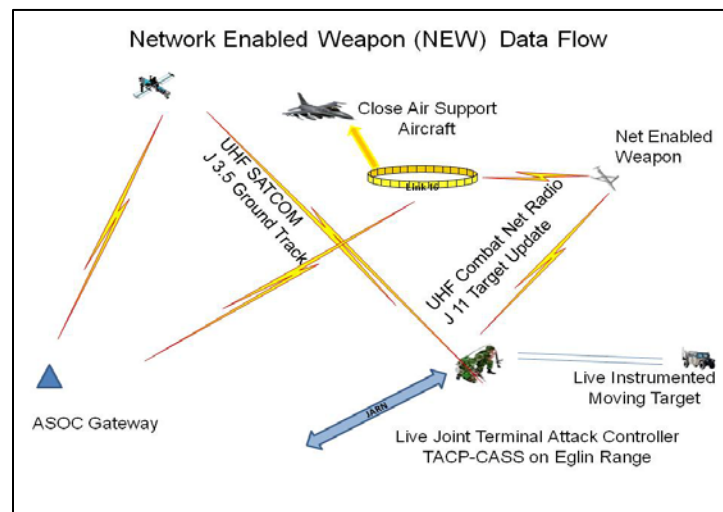 Network Enabled Weapon (NEW) Data Flow
Close Air Support
Aircraft
Net Enabled
Weapon
Link 16
UHF SATCOM
J 3.5 Ground Track
UHF Combat Net Radio
J 11 Target Update
ASOC Gateway
JARN
Live Instrumented
Moving Target
Live Joint Terminal Attack Controller
TACP-CASS on Eglin Range